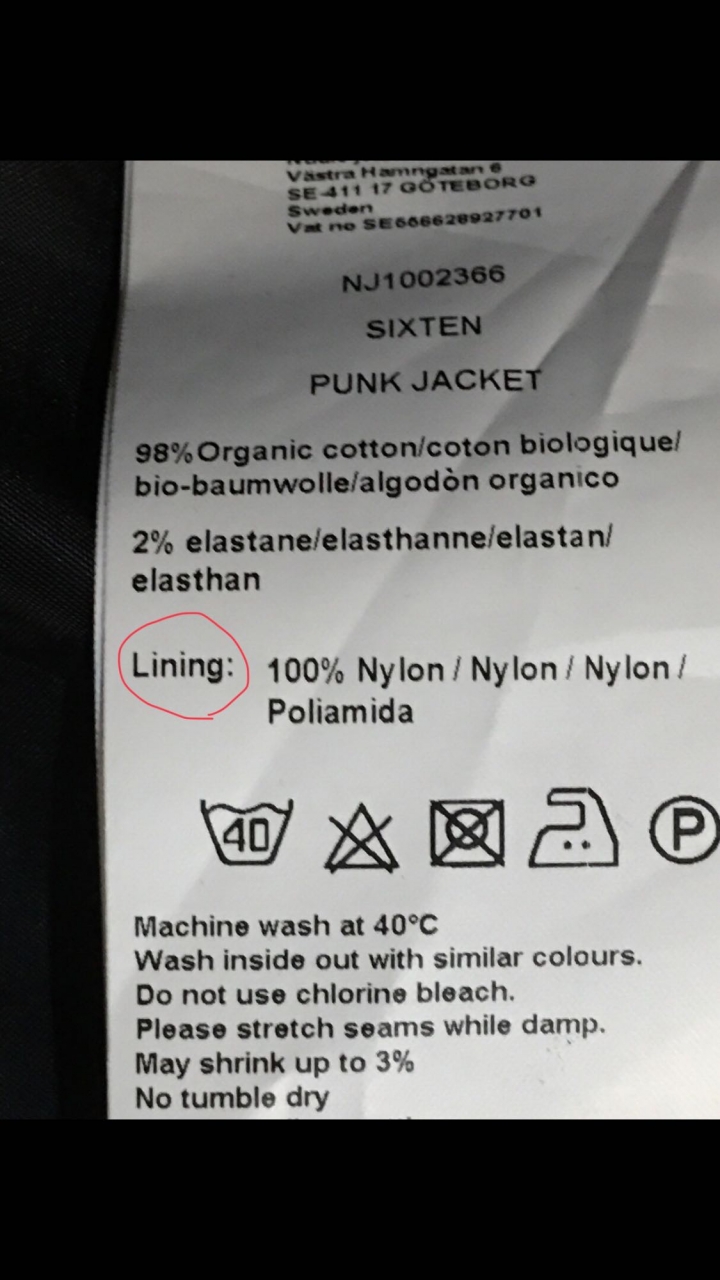 Västra Hamngatan 6
SE-411 17 GÖTEBORG
Sweden
Vat no SE556628927701
NJ1002366
SIXTEN
PUNK JACKET
98% Organic cotton/coton biologique/
bio-baumwolle/algodòn organico
2% elastane/elasthanne/elastan/
elasthan
Lining: 100% Nylon / Nylon / Nylon /
Poliamida
40 P
Machine wash at 40°C
Wash inside out with similar colours.
Do not use chlorine bleach.
Please stretch seams while damp.
May shrink up to 3%
No tumble dry